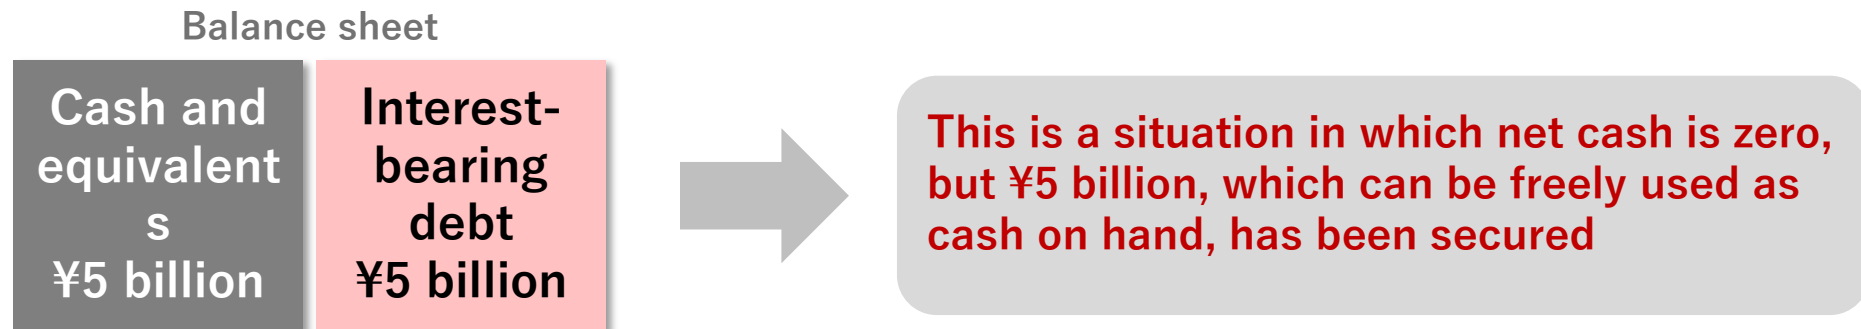 Balance sheet
Cash and
equivalent
s
¥5 billion
Interest-
bearing
debt
¥5 billion
This is a situation in which net cash is zero,
but ¥5 billion, which can be freely used as
cash on hand, has been secured